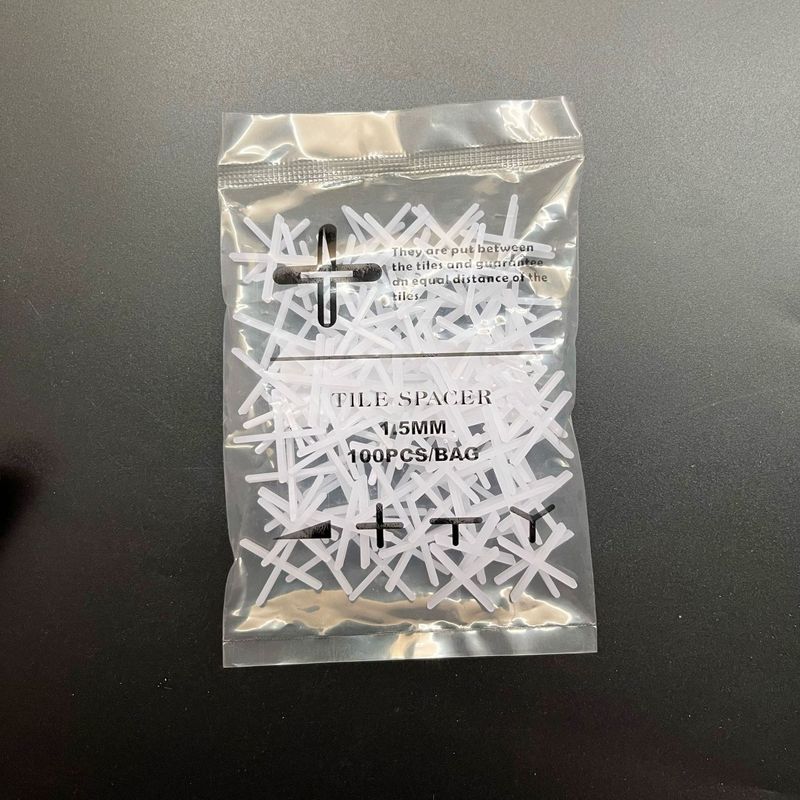 They are put between
the tiles and guarantee
an equal distance of the
tiles
TILE SPACER
1.5MM
100PCS/BAG